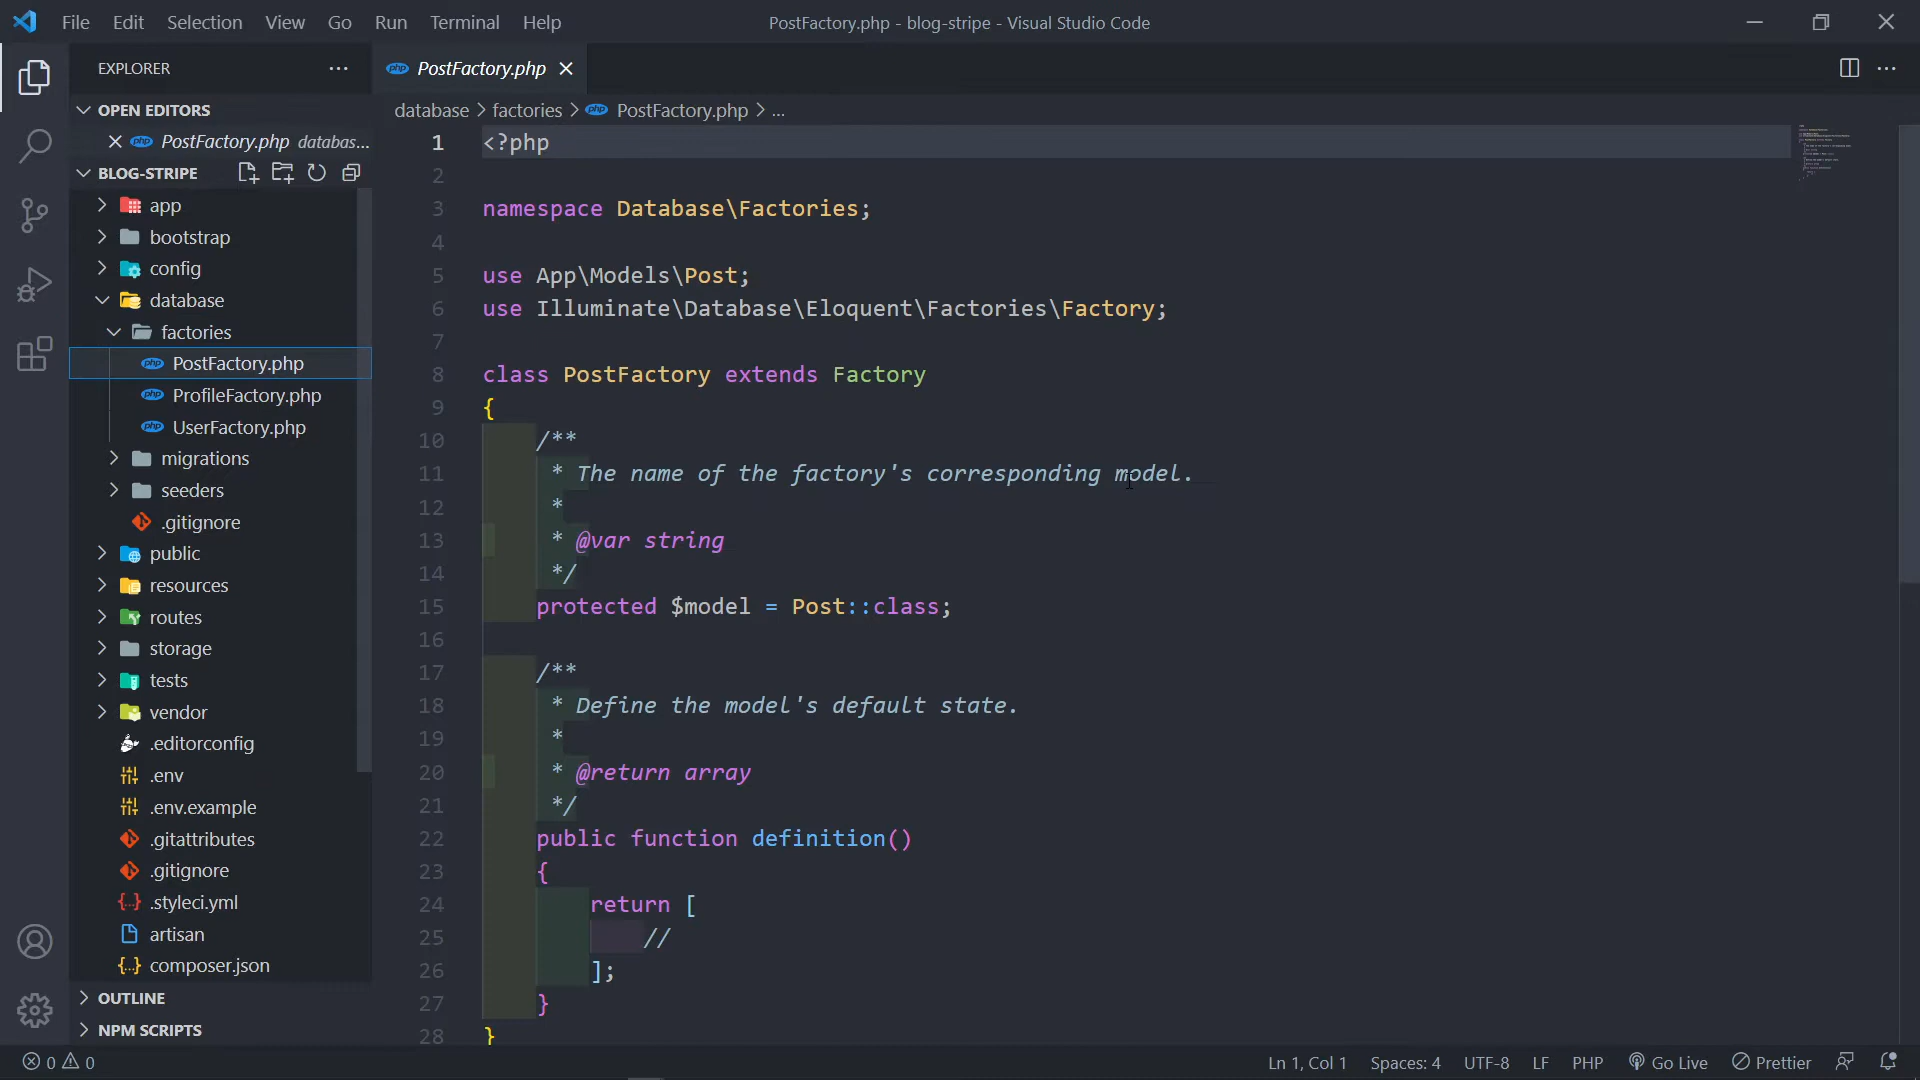 File Edit Selection View Go Run Terminal Help
PostFactory.php - blog-stripe - Visual Studio Code
EXPLORER
OPEN EDITORS
PostFactory.php databas...
BLOG-STRIPE
app
bootstrap
config
database
factories
PostFactory.php
ProfileFactory.php
UserFactory.php
migrations
seeders
.gitignore
public
resources
routes
storage
tests
vendor
.editorconfig
.env
.env.example
.gitattributes
.gitignore
.styleci.yml
artisan
composer.json
OUTLINE
NPM SCRIPTS
PostFactory.php
database > factories > PostFactory.php > ...
1 <?php
2
3 namespace Database\Factories;
4
5 use App\Models\Post;
6 use Illuminate\Database\Eloquent\Factories\Factory;
7
8 class PostFactory extends Factory
9 {
10 /**
11 * The name of the factory's corresponding model.
12 *
13 * @var string
14 */
15 protected $model = Post::class;
16
17 /**
18 * Define the model's default state.
19 *
20 * @return array
21 */
22 public function definition()
23 {
24 return [
25 //
26 ];
27 }
28 }
0 0
Ln 1, Col 1 Spaces: 4 UTF-8 LF PHP Go Live Prettier